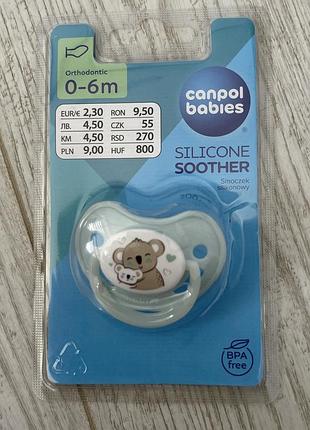 Orthodontic
0-6m
EUR/€ 2,30 RON 9,50
ЛВ. 4,50 CZK 55
KM 4,50 RSD 270
PLN 9,00 HUF 800
canpol
babies
SILICONE
SOOTHER
Smoczek
silikonowy
BPA
free